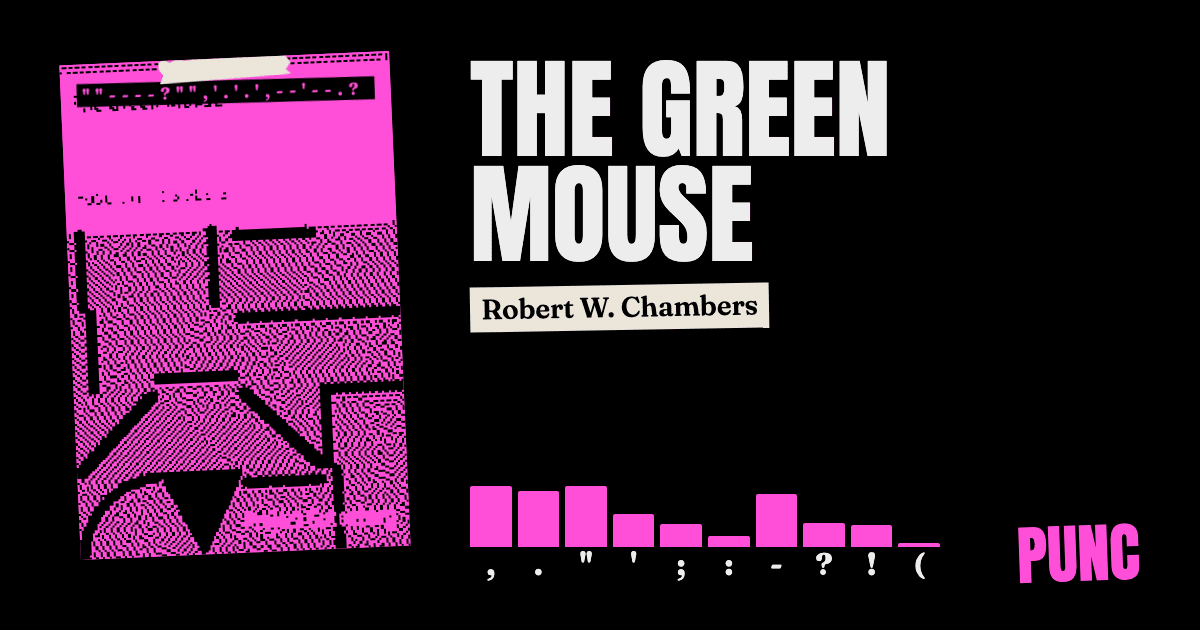 ""----?"",'.'.',--'--.?
THE GREEN
MOUSE
Robert W. Chambers
, . " ' ; : - ? ! (
PUNC